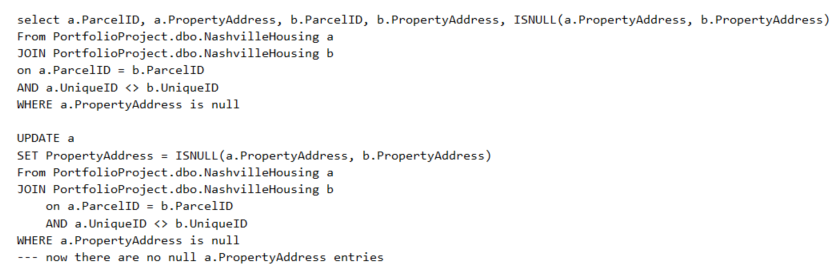 select a.ParcelID, a.PropertyAddress, b.ParcelID, b.PropertyAddress, ISNULL(a.PropertyAddress, b.PropertyAddress)
From PortfolioProject.dbo.NashvilleHousing a
JOIN PortfolioProject.dbo.NashvilleHousing b
on a.ParcelID = b.ParcelID
AND a.UniqueID <> b.UniqueID
WHERE a.PropertyAddress is null

UPDATE a
SET PropertyAddress = ISNULL(a.PropertyAddress, b.PropertyAddress)
From PortfolioProject.dbo.NashvilleHousing a
JOIN PortfolioProject.dbo.NashvilleHousing b
    on a.ParcelID = b.ParcelID
    AND a.UniqueID <> b.UniqueID
WHERE a.PropertyAddress is null
--- now there are no null a.PropertyAddress entries